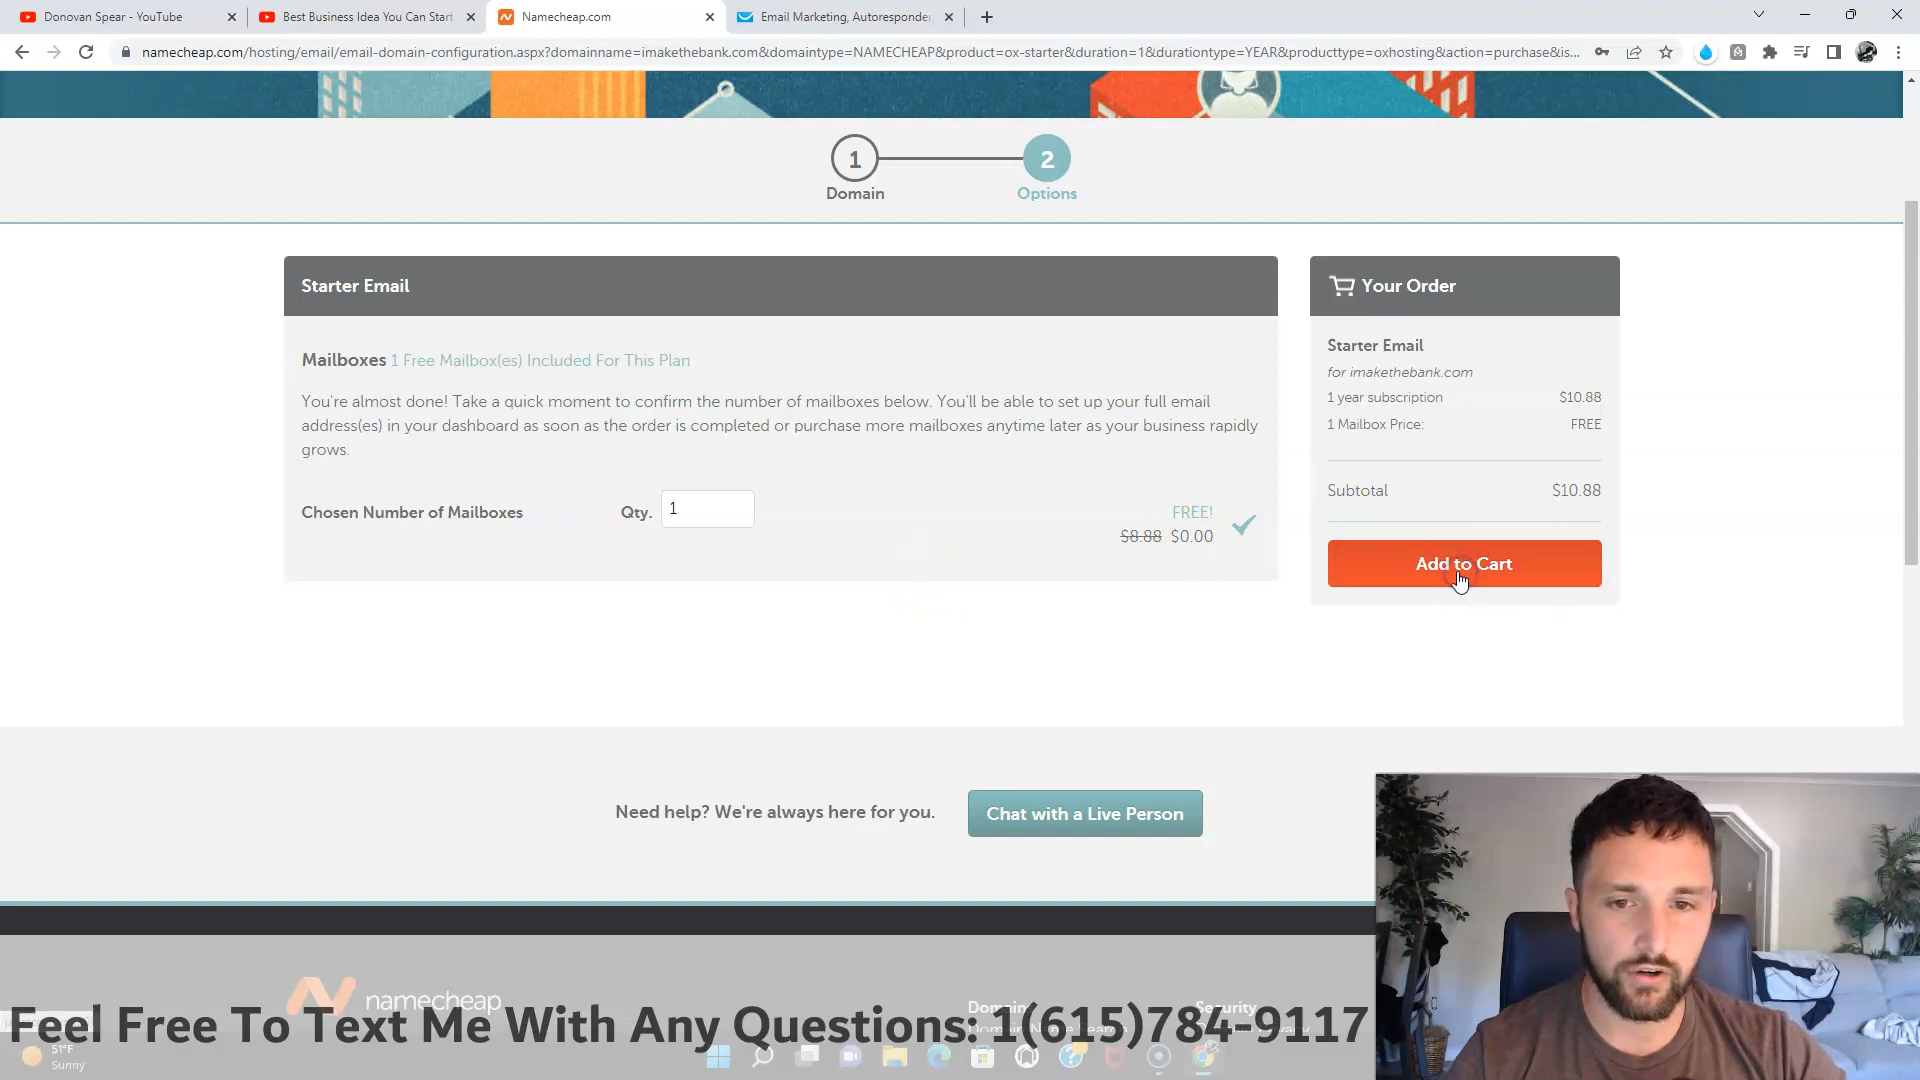 Donovan Spear - YouTube
Best Business Idea You Can Start
Namecheap.com
Email Marketing, Autoresponder
namecheap.com/hosting/email/email-domain-configuration.aspx?domainname=imakethebank.com&domaintype=NAMECHEAP&product=ox-starter&duration=1&durationtype=YEAR&producttype=oxhosting&action=purchase&is...
1
2
Domain
Options
Starter Email
Mailboxes 1 Free Mailbox(es) Included For This Plan
You're almost done! Take a quick moment to confirm the number of mailboxes below. You'll be able to set up your full email
address(es) in your dashboard as soon as the order is completed or purchase more mailboxes anytime later as your business rapidly
grows.
Chosen Number of Mailboxes
Qty. 1
FREE!
$8.88 $0.00
Your Order
Starter Email
for imakethebank.com
1 year subscription $10.88
1 Mailbox Price: FREE
Subtotal $10.88
Add to Cart
Need help? We're always here for you.
Chat with a Live Person
namecheap
Domain
Security
Feel Free To Text Me With Any Questions: 1(615)784-9117
51°F
Sunny